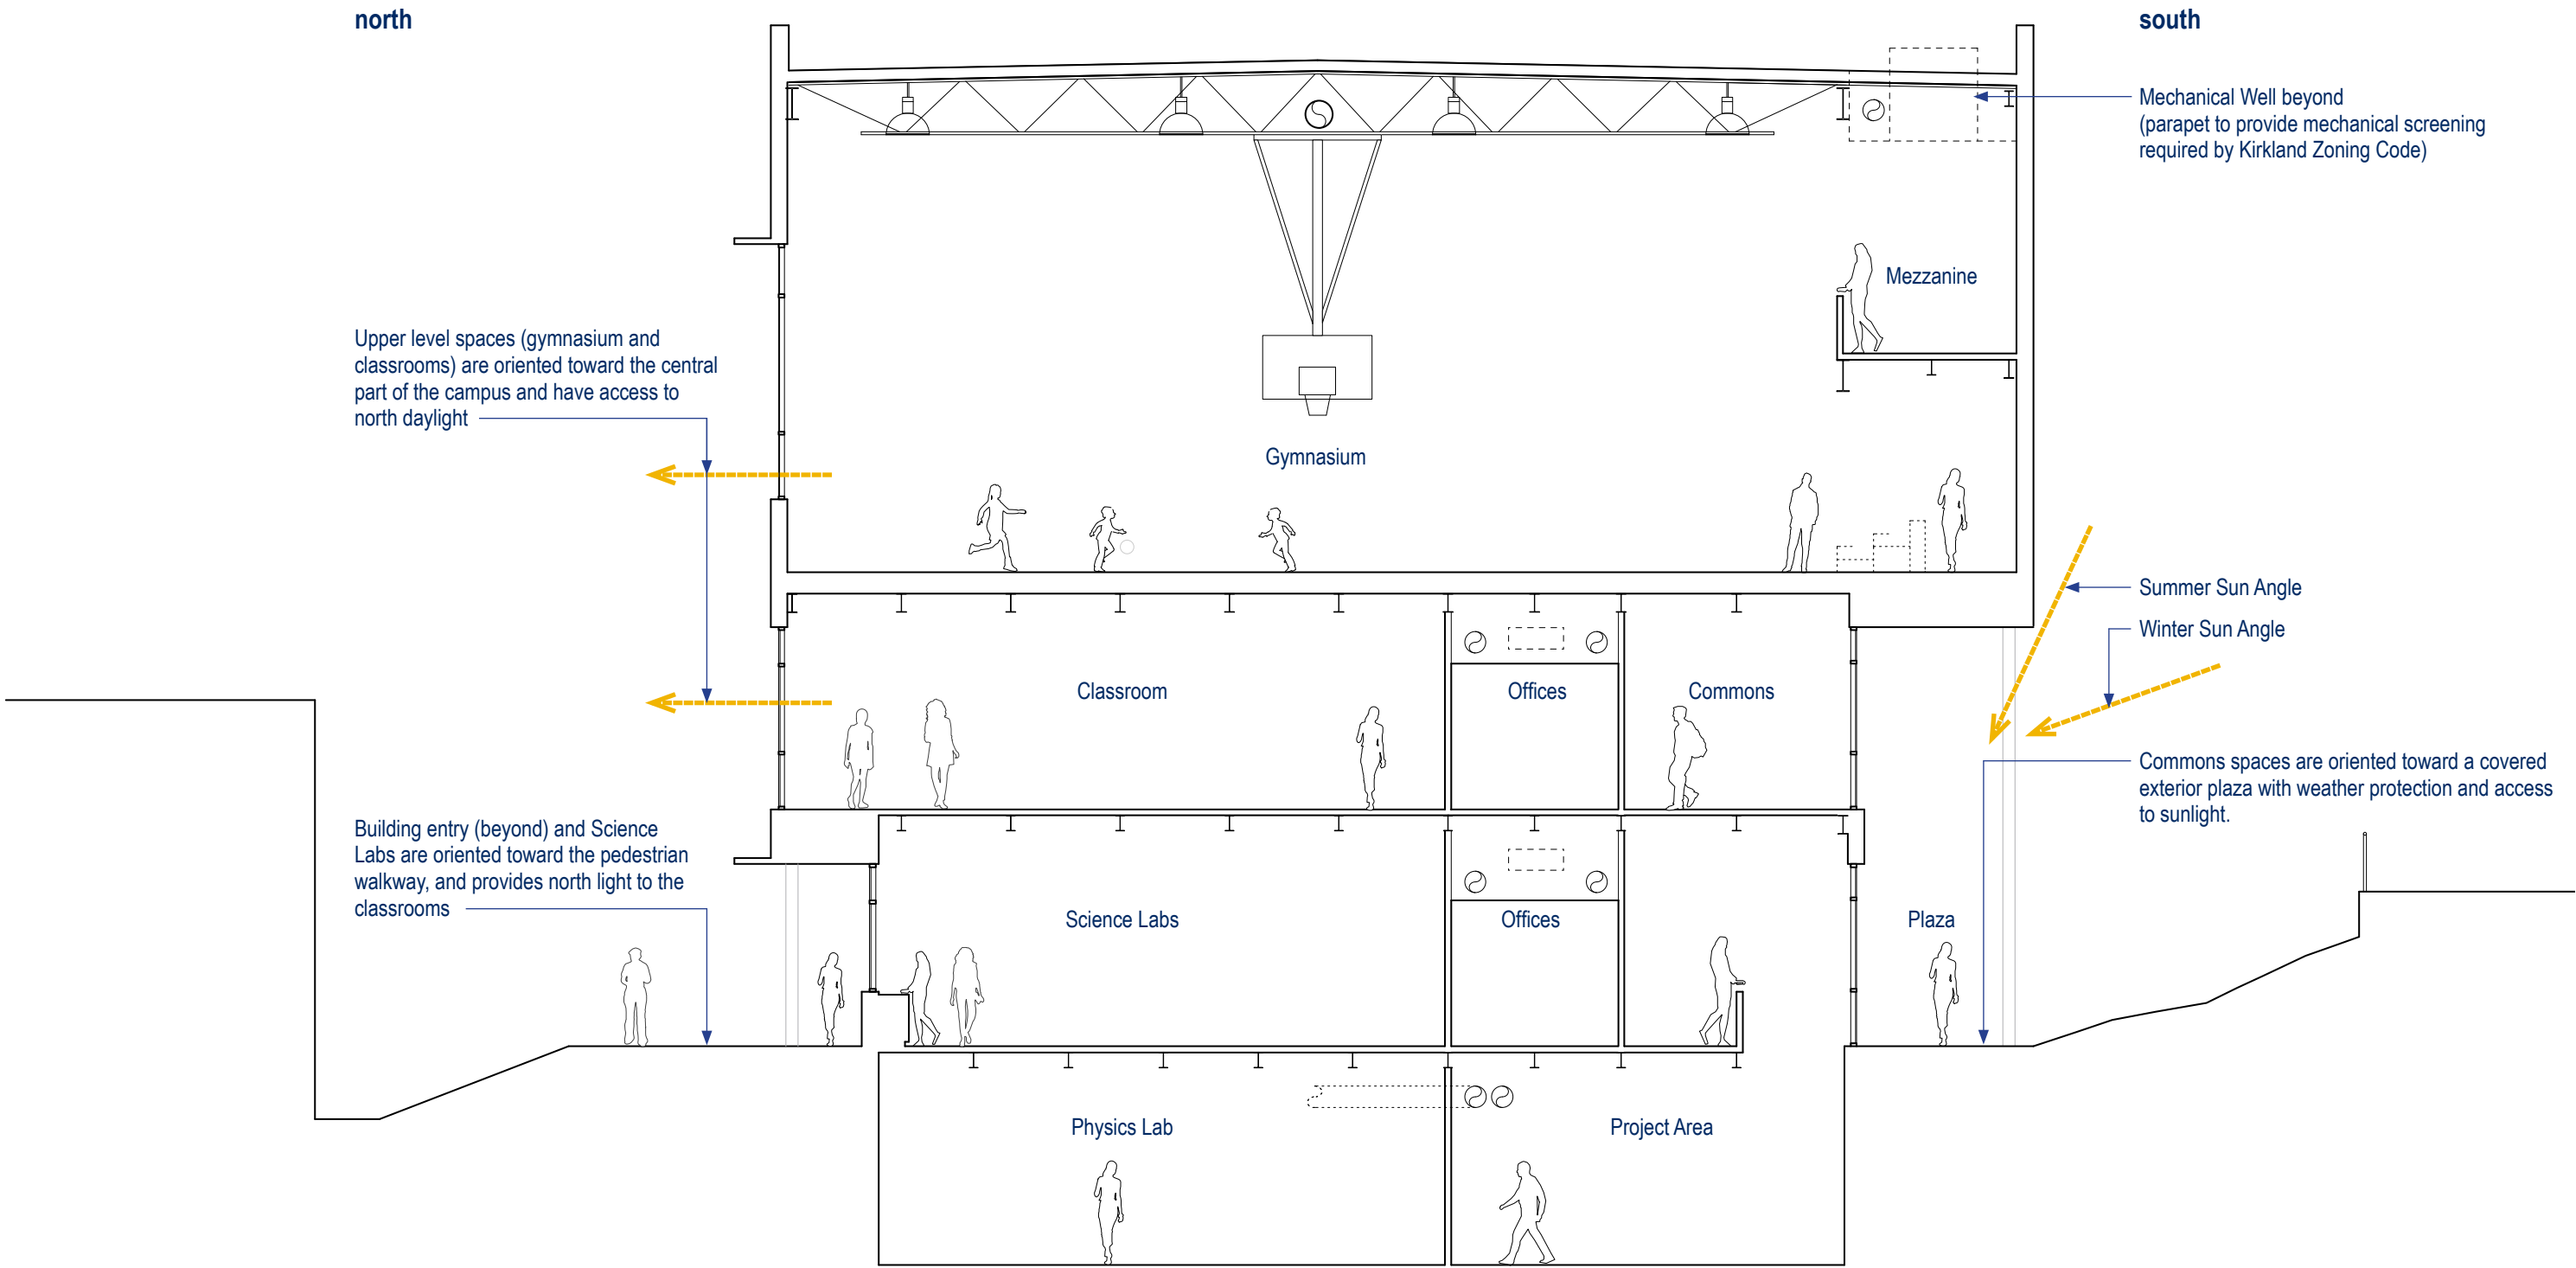 north
south
Mechanical Well beyond
(parapet to provide mechanical screening
required by Kirkland Zoning Code)
Mezzanine
Upper level spaces (gymnasium and
classrooms) are oriented toward the central
part of the campus and have access to
north daylight
Gymnasium
Summer Sun Angle
Winter Sun Angle
Classroom
Offices
Commons
Commons spaces are oriented toward a covered
exterior plaza with weather protection and access
to sunlight.
Building entry (beyond) and Science
Labs are oriented toward the pedestrian
walkway, and provides north light to the
classrooms
Science Labs
Offices
Plaza
Physics Lab
Project Area